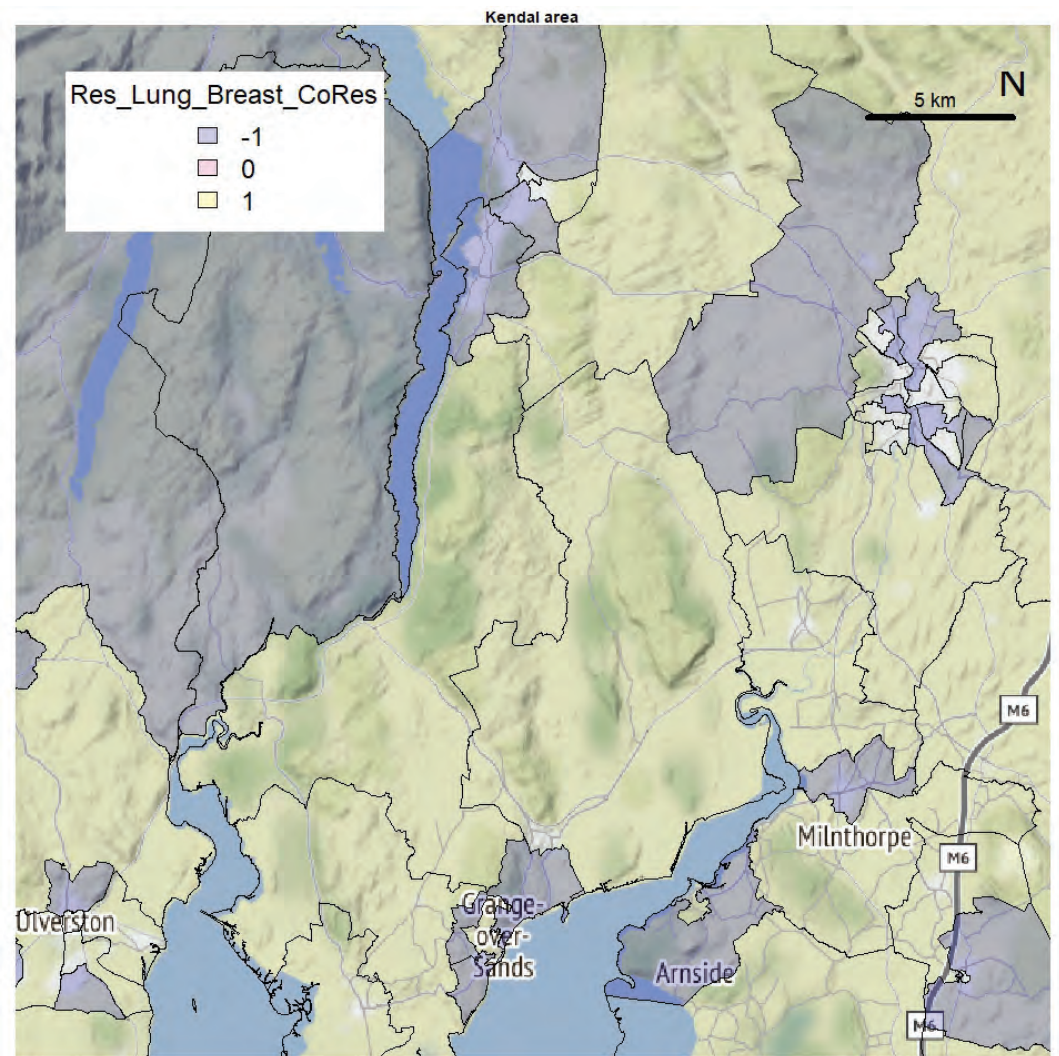 Kendal area
Res_Lung_Breast_CoRes
-1
0
1
N
5 km
M6
Milnthorpe
M6
Grange-
over-
Sands
Ulverston
Arnside
M6